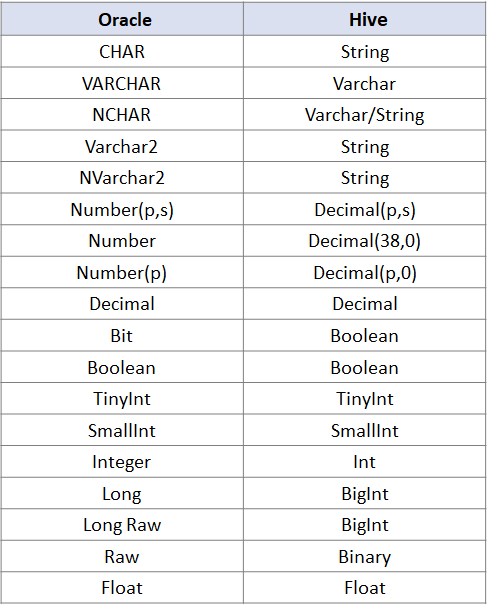 Oracle Hive
CHAR String
VARCHAR Varchar
NCHAR Varchar/String
Varchar2 String
NVarchar2 String
Number(p,s) Decimal(p,s)
Number Decimal(38,0)
Number(p) Decimal(p,0)
Decimal Decimal
Bit Boolean
Boolean Boolean
TinyInt TinyInt
SmallInt SmallInt
Integer Int
Long BigInt
Long Raw BigInt
Raw Binary
Float Float